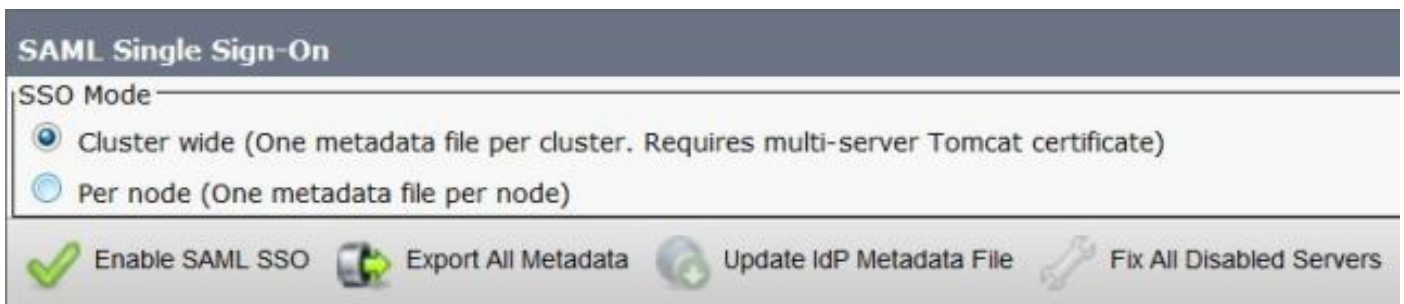 SAML Single Sign-On
SSO Mode
Cluster wide (One metadata file per cluster. Requires multi-server Tomcat certificate)
Per node (One metadata file per node)
Enable SAML SSO Export All Metadata Update IdP Metadata File Fix All Disabled Servers